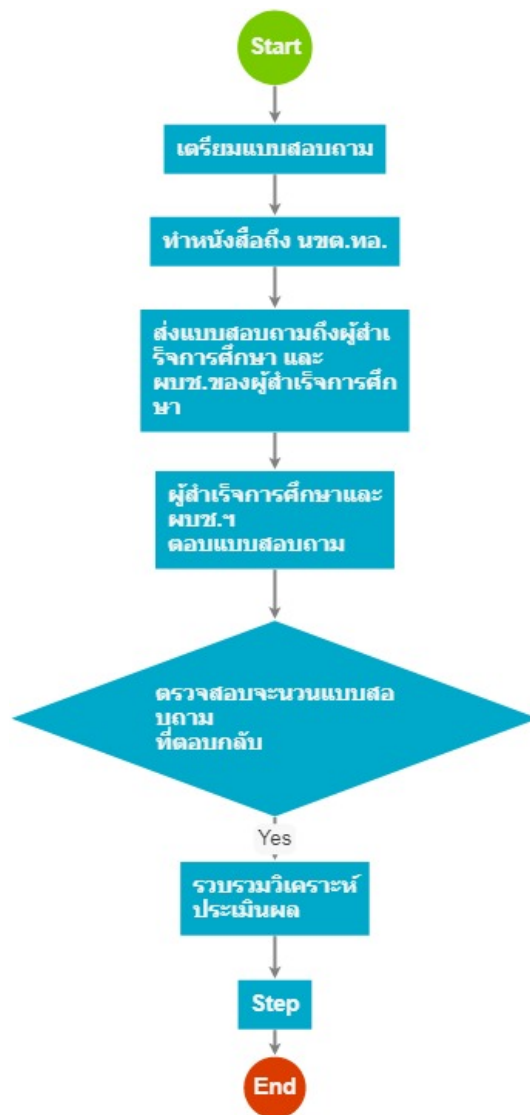 Start
เตรียมแบบสอบถาม
ทำหนังสือถึง นขต.ทอ.
ส่งแบบสอบถามถึงผู้สำเ
ร็จการศึกษา และ
ผบช.ของผู้สำเร็จการศึก
ษา
ผู้สำเร็จการศึกษาและ
ผบช.ฯ
ตอบแบบสอบถาม
ตรวจสอบจะนวนแบบสอ
บถาม
ที่ตอบกลับ
Yes
รวบรวมวิเคราะห์
ประเมินผล
Step
End